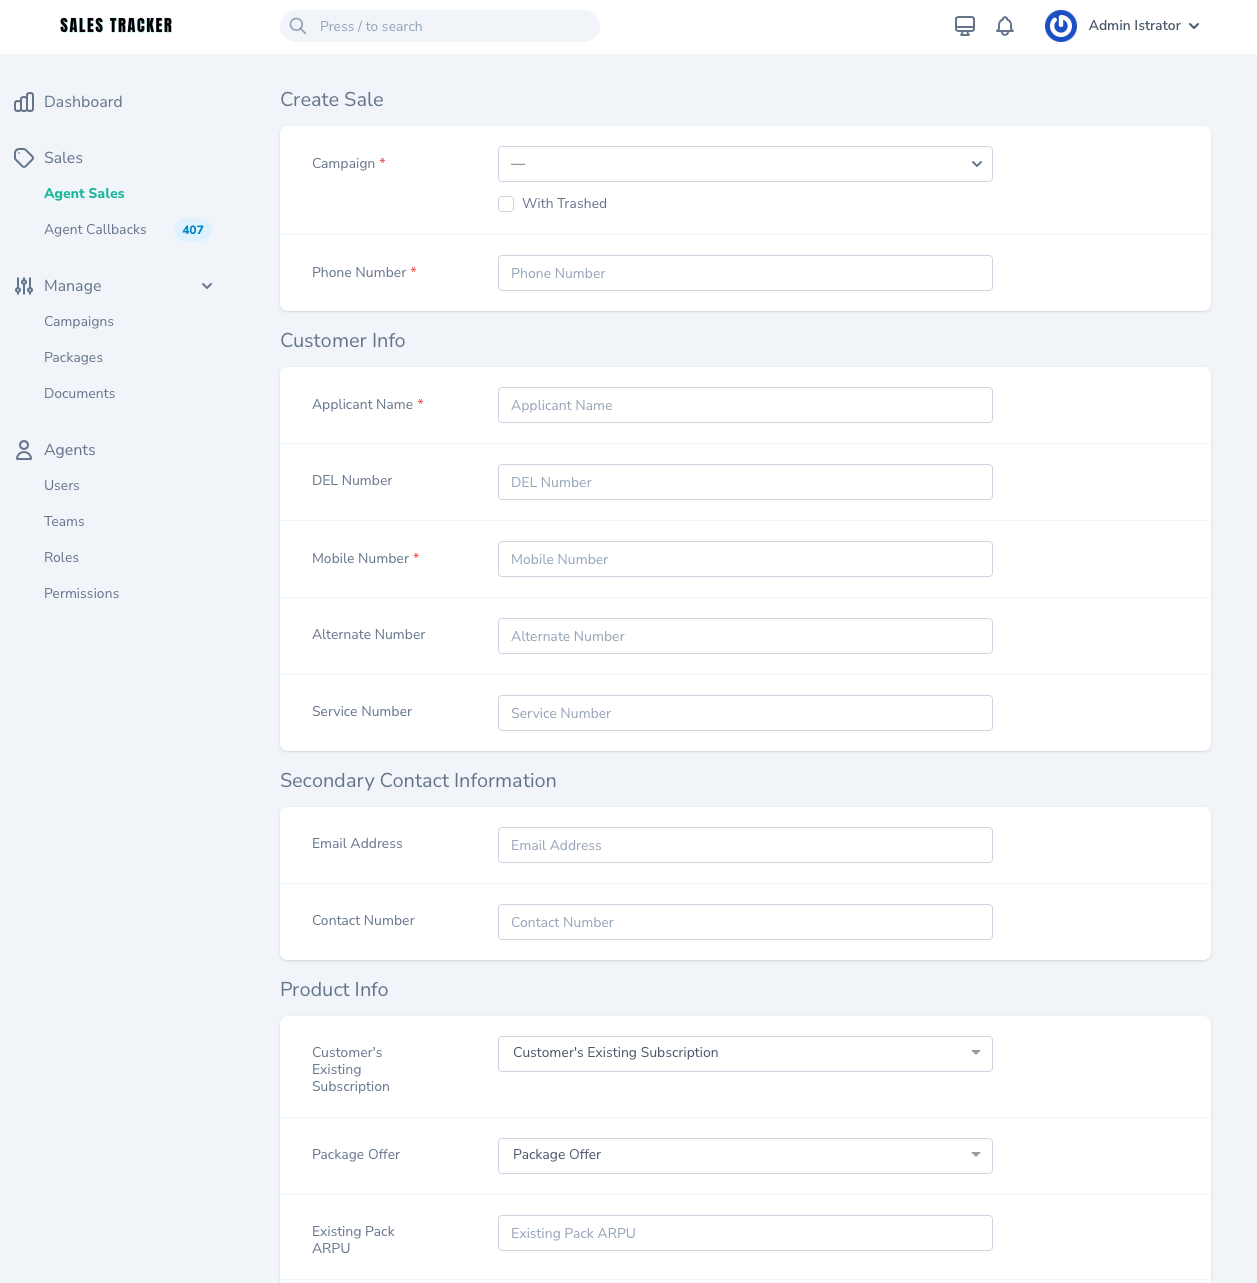 SALES TRACKER
Press / to search
Admin Istrator
Dashboard
Sales
Agent Sales
Agent Callbacks 407
Manage
Campaigns
Packages
Documents
Agents
Users
Teams
Roles
Permissions
Create Sale
Campaign *
—
With Trashed
Phone Number *
Phone Number
Customer Info
Applicant Name *
Applicant Name
DEL Number
DEL Number
Mobile Number *
Mobile Number
Alternate Number
Alternate Number
Service Number
Service Number
Secondary Contact Information
Email Address
Email Address
Contact Number
Contact Number
Product Info
Customer's
Existing
Subscription
Customer's Existing Subscription
Package Offer
Package Offer
Existing Pack
ARPU
Existing Pack ARPU